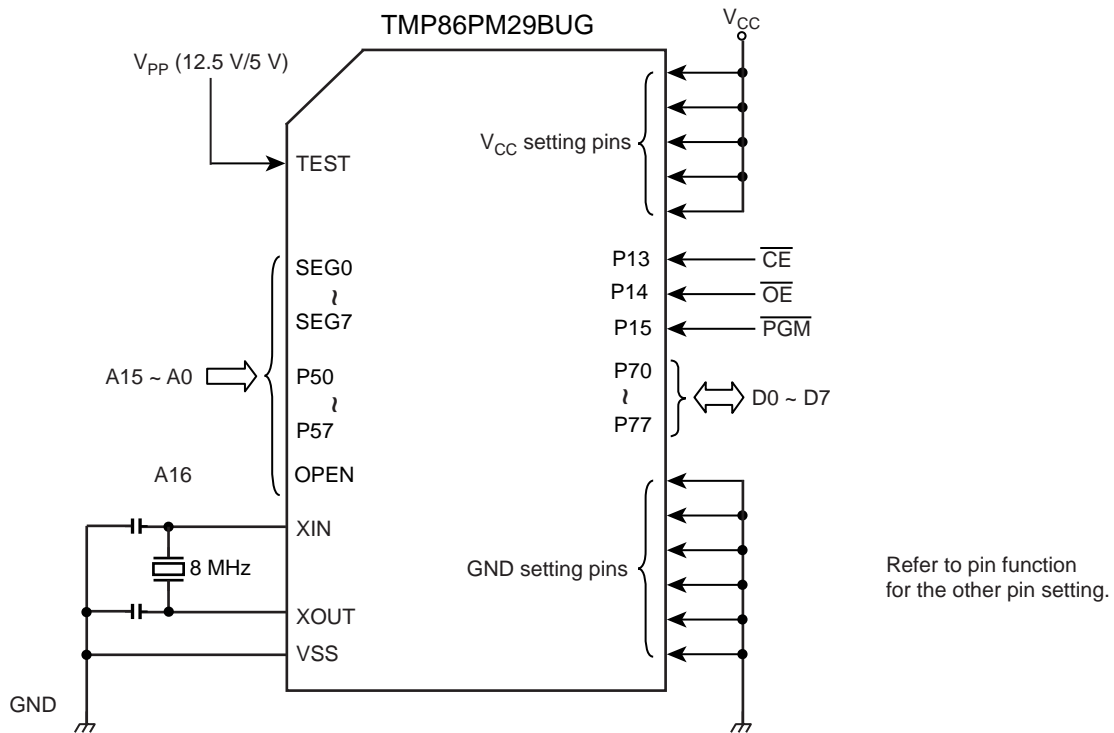 TMP86PM29BUG
VCC
VPP (12.5 V/5 V)
VCC setting pins
TEST
SEG0
~
SEG7
P13
CE
P14
OE
P15
PGM
A15 ~ A0
P50
~
P57
P70
~
P77
D0 ~ D7
A16
OPEN
XIN
8 MHz
GND setting pins
XOUT
VSS
GND
Refer to pin function
for the other pin setting.